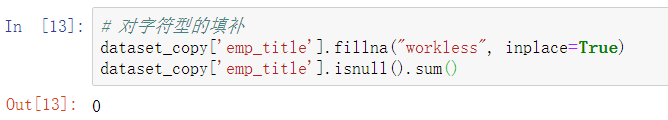 In [13]: # 对字符型的填补
dataset_copy['emp_title'].fillna("workless", inplace=True)
dataset_copy['emp_title'].isnull().sum()
Out[13]: 0